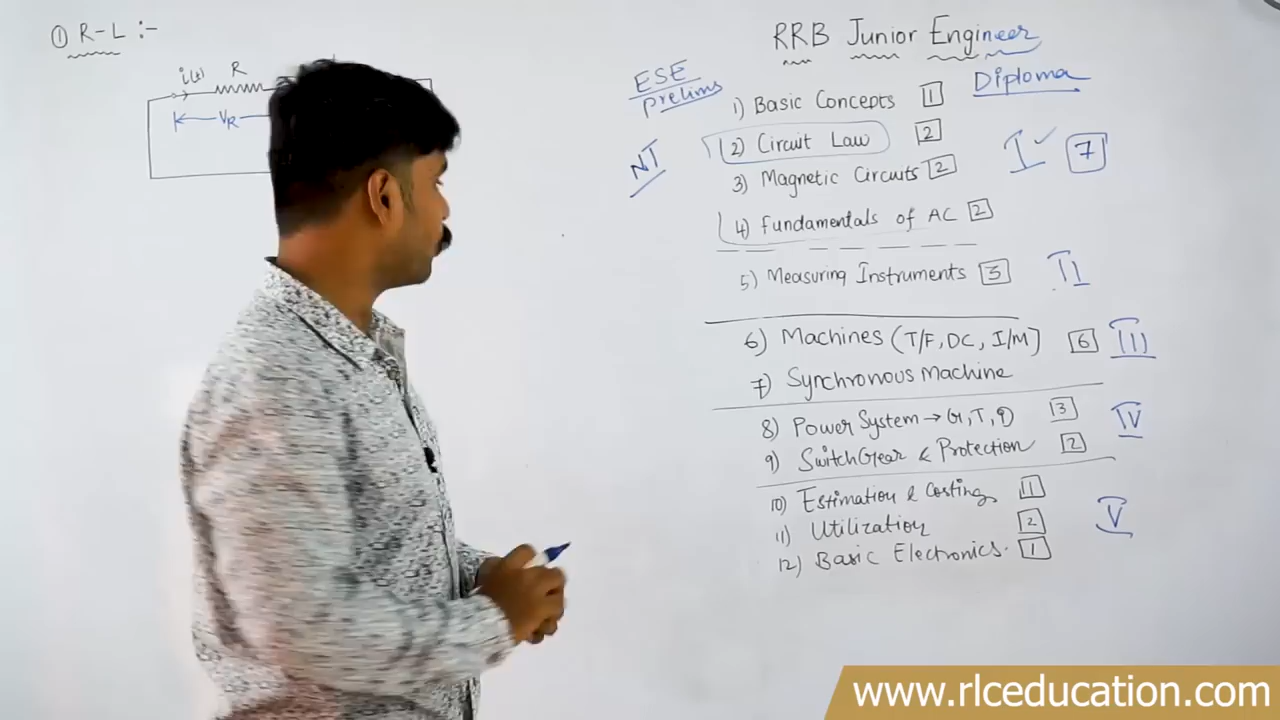 ① R-L :-
i(t) R
VR
RRB Junior Engineer
Diploma
ESE
prelims
NT
1) Basic Concepts 1
2) Circuit Law 2
3) Magnetic Circuits 2
4) fundamentals of AC 2
I ✓ 7
5) Measuring Instruments 3 II
6) Machines (T/F, DC, I/M) 6 III
7) Synchronous Machine
8) Power System → G, T, D 3 IV
9) SwitchGear & Protection 2
10) Estimation & Costing 1
11) Utilization 2 V
12) Basic Electronics. 1
www.rlceducation.com